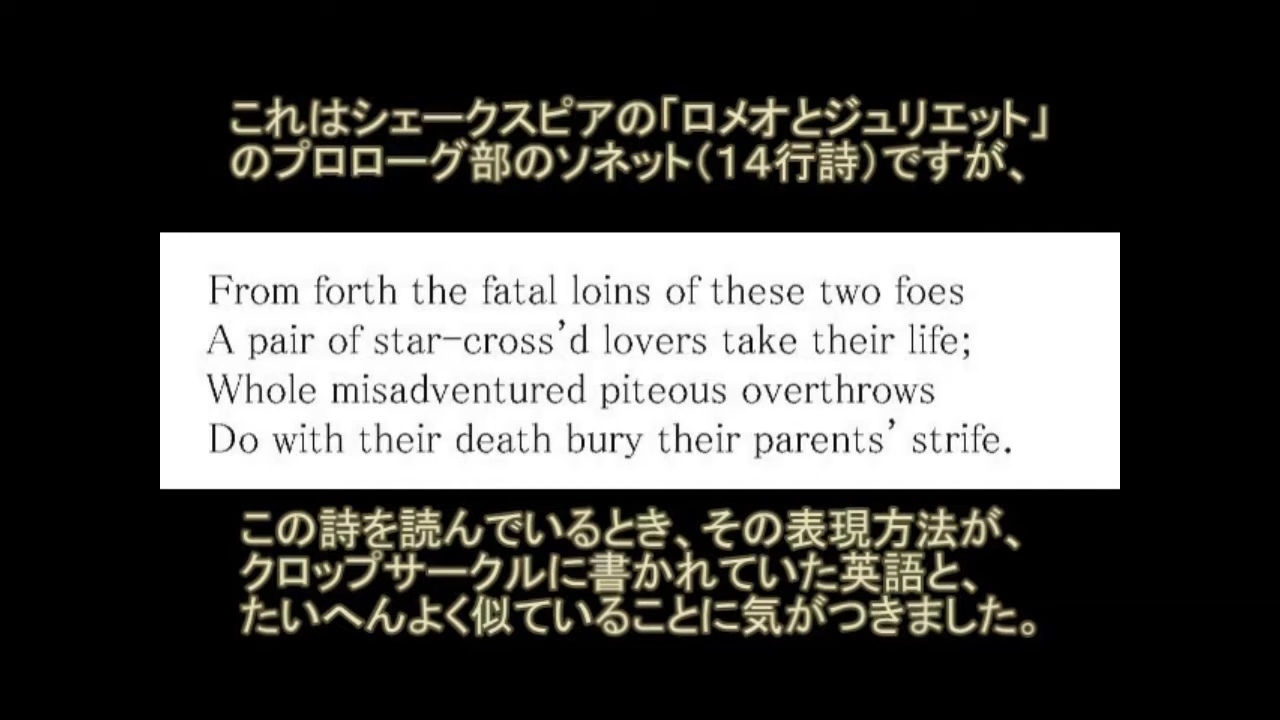 これはシェークスピアの「ロメオとジュリエット」
のプロローグ部のソネット（１４行詩）ですが、
From forth the fatal loins of these two foes
A pair of star-cross’d lovers take their life;
Whole misadventured piteous overthrows
Do with their death bury their parents’ strife.
この詩を読んでいるとき、その表現方法が、
クロップサークルに書かれていた英語と、
たいへんよく似ていることに気がつきました。